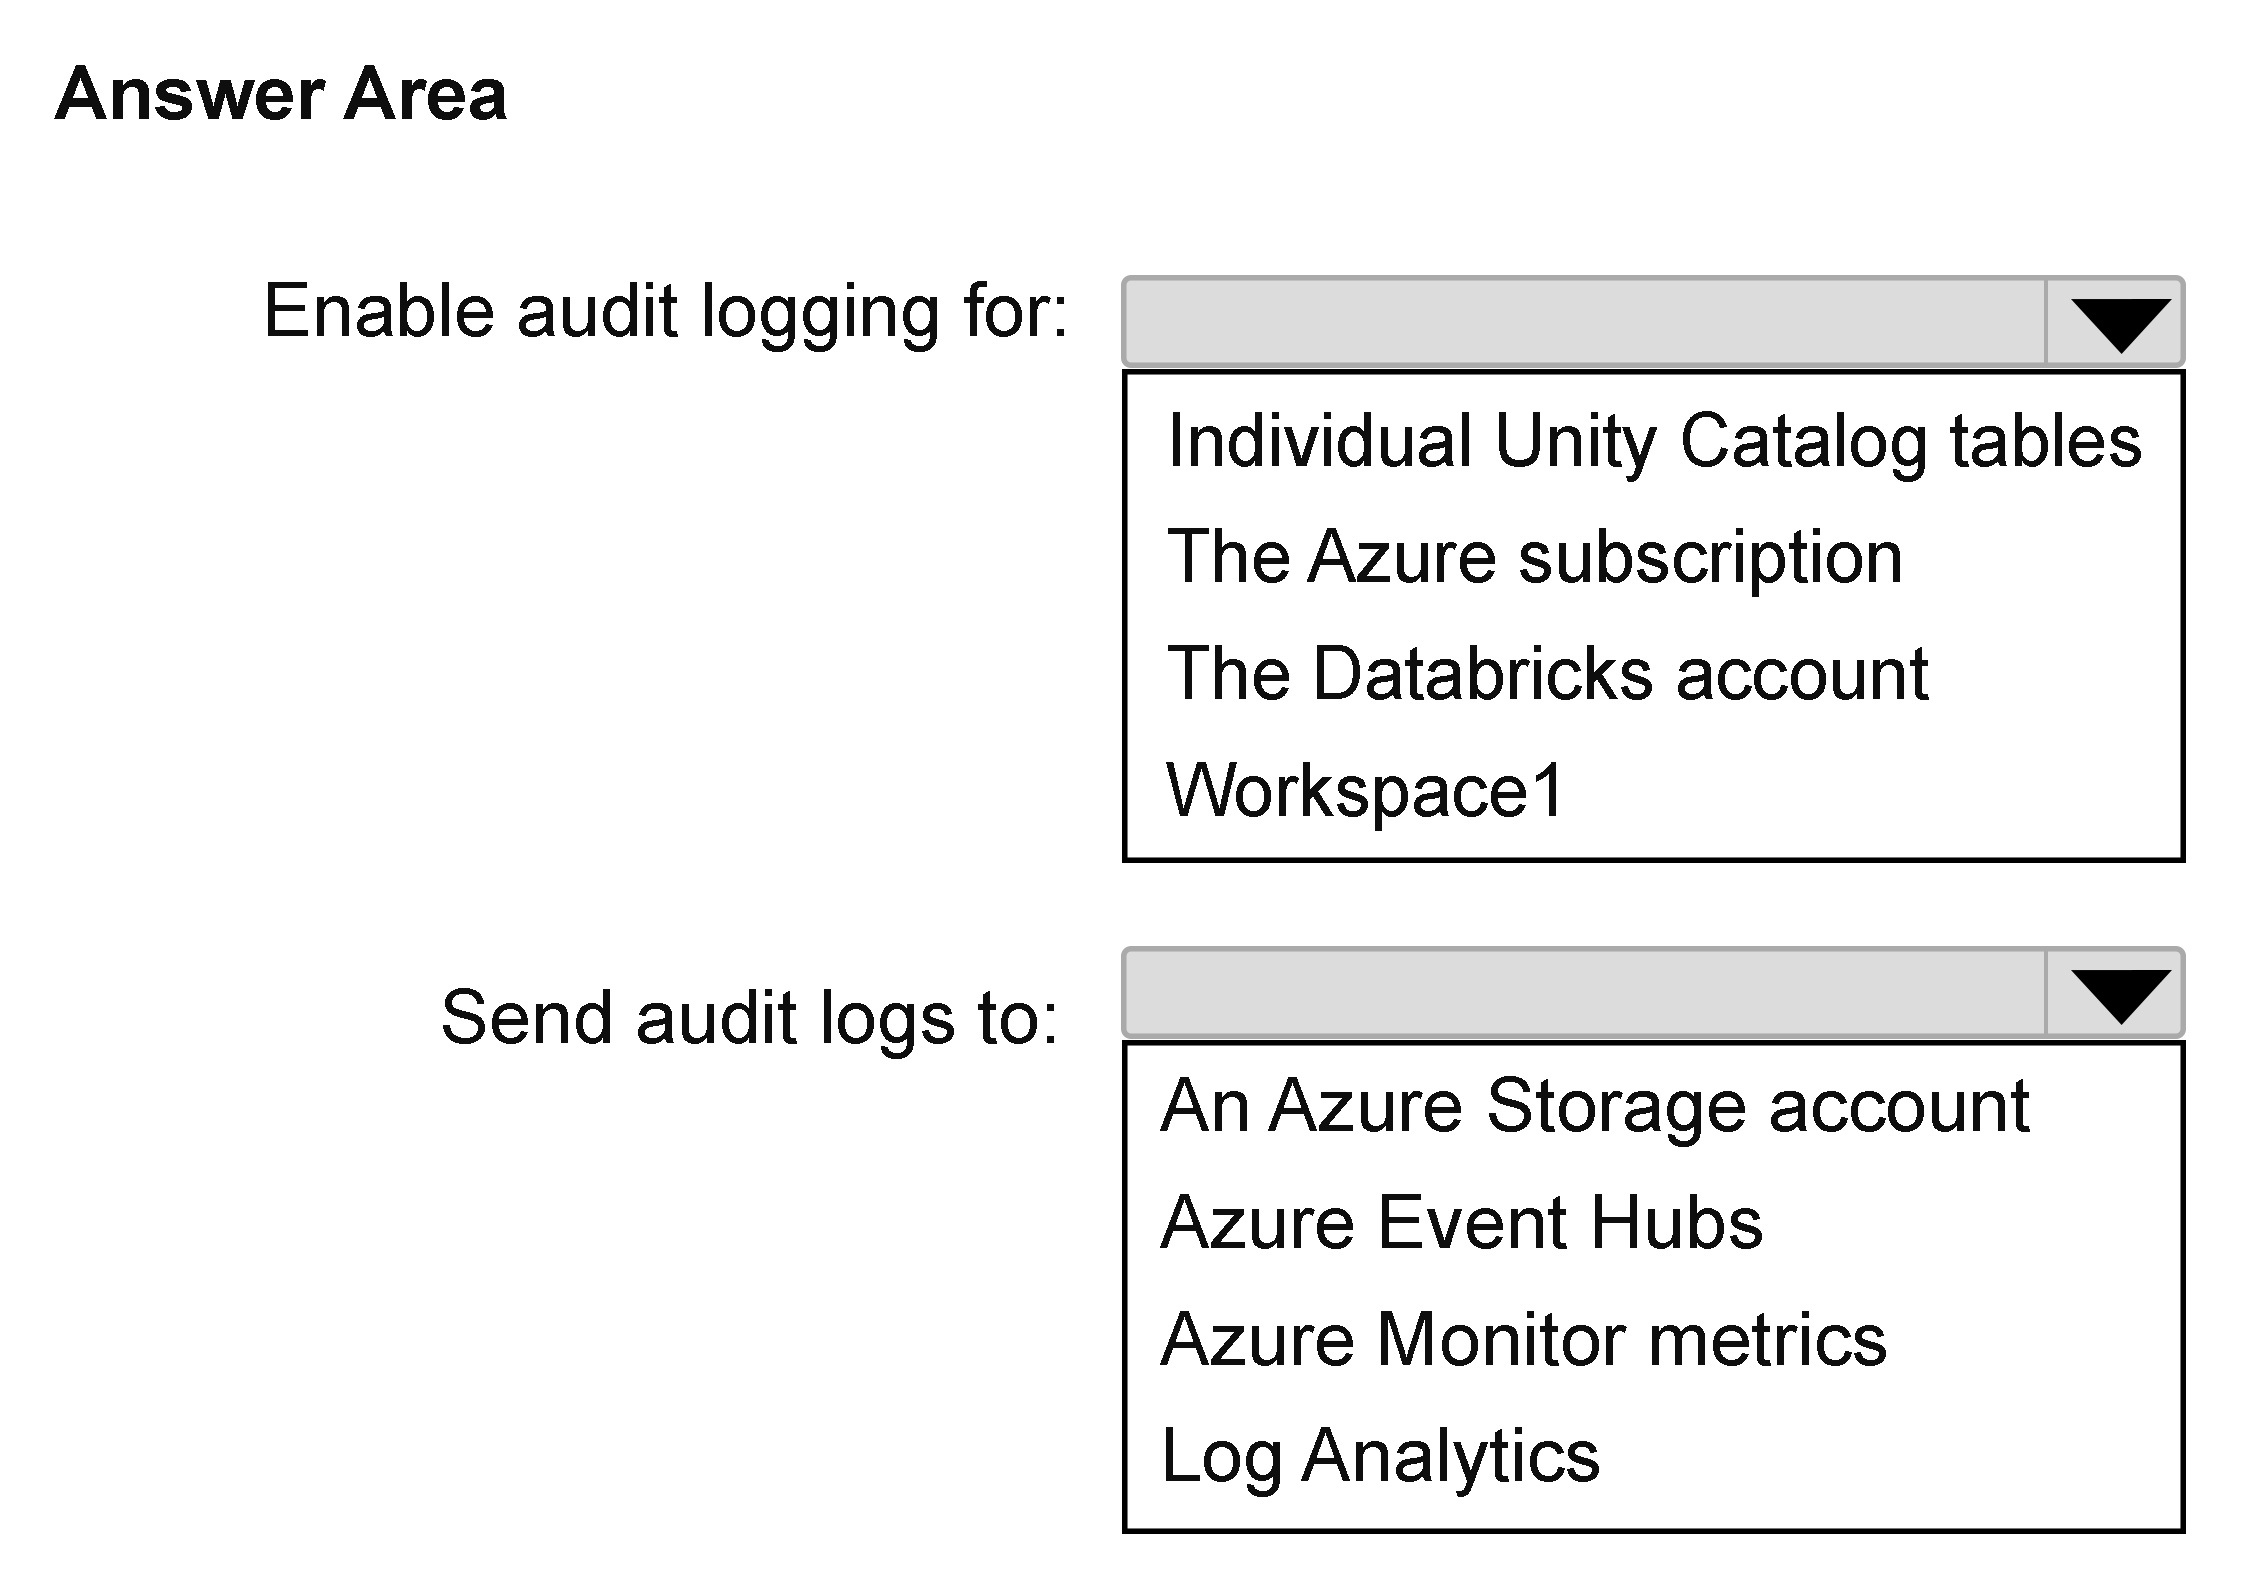 Answer Area
Enable audit logging for:
Individual Unity Catalog tables
The Azure subscription
The Databricks account
Workspace1
Send audit logs to:
An Azure Storage account
Azure Event Hubs
Azure Monitor metrics
Log Analytics